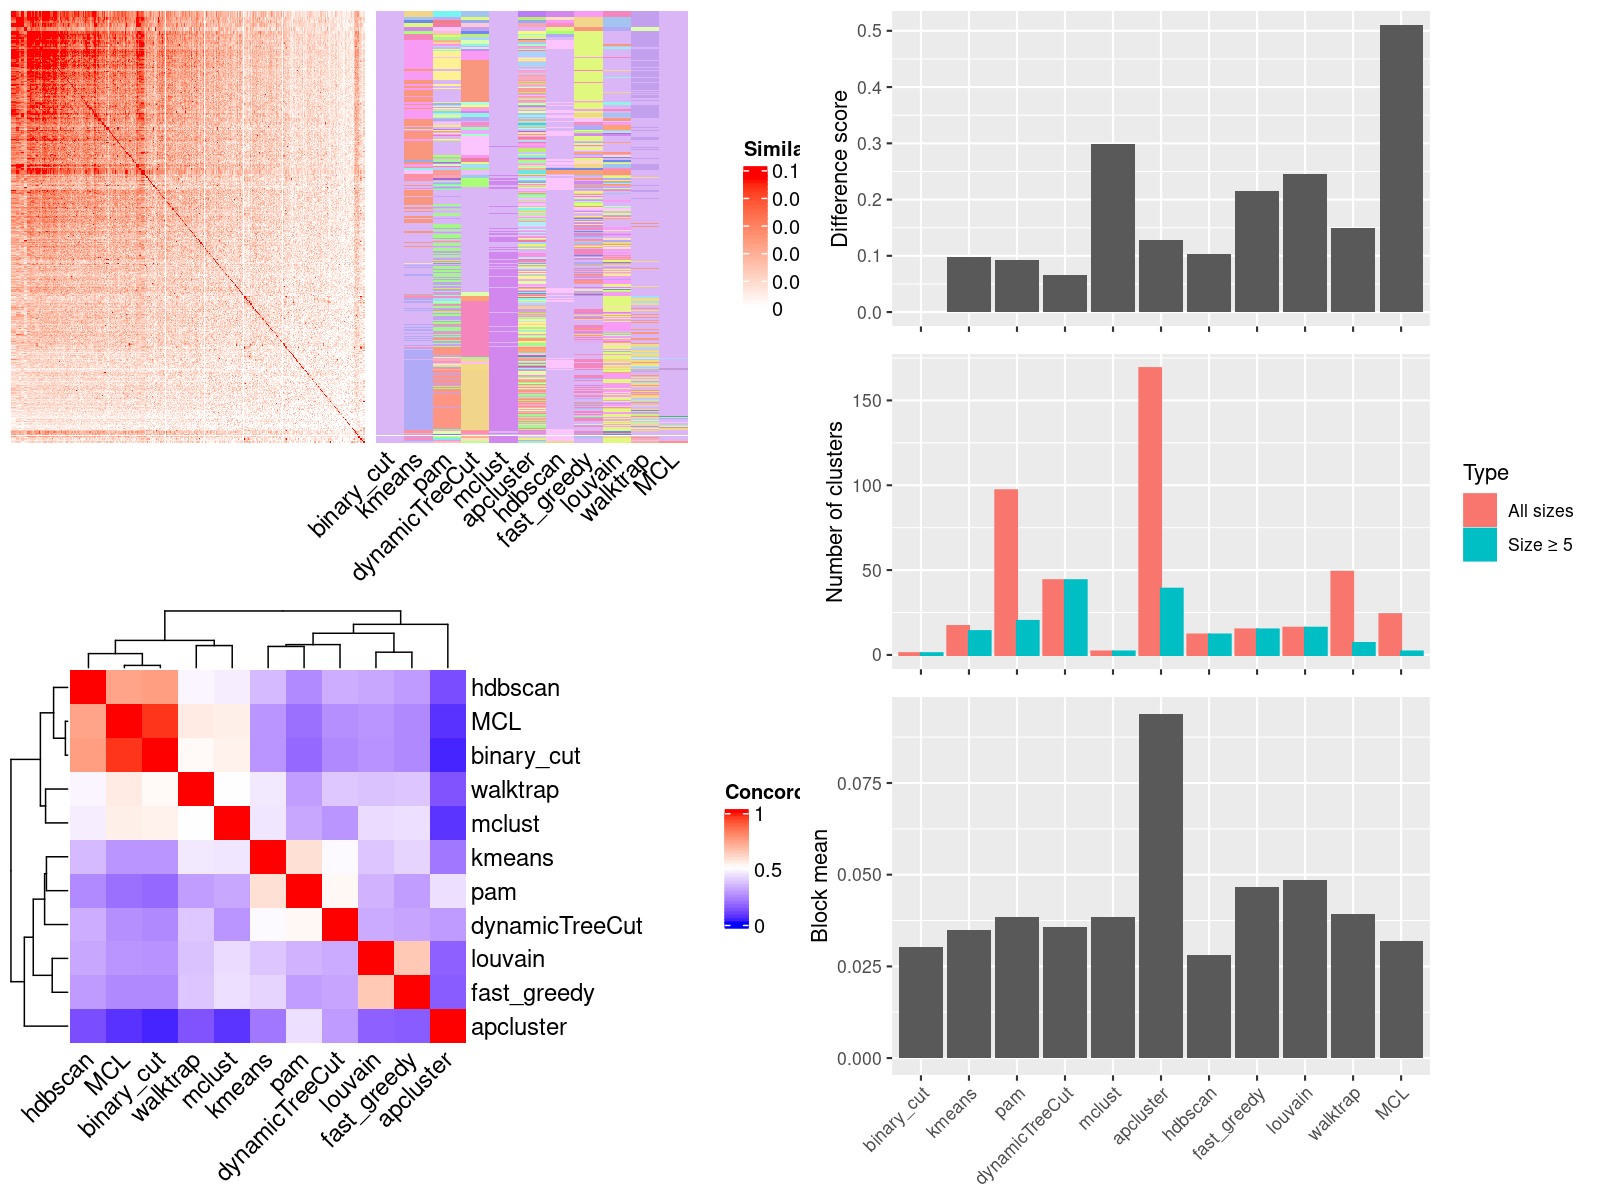 Simila
0.1
0.0
0.0
0.0
0.0
0
binary_cut
kmeans
pam
dynamicTreeCut
mclust
apcluster
hdbscan
fast_greedy
louvain
walktrap
MCL
hdbscan
MCL
binary_cut
walktrap
mclust
kmeans
pam
dynamicTreeCut
louvain
fast_greedy
apcluster
hdbscan
MCL
binary_cut
walktrap
mclust
kmeans
pam
dynamicTreeCut
louvain
fast_greedy
apcluster
Concord
1
0.5
0
Difference score
0.5
0.4
0.3
0.2
0.1
0.0
Number of clusters
150
100
50
0
Type
All sizes
Size ≥ 5
Block mean
0.075
0.050
0.025
0.000
binary_cut
kmeans
pam
dynamicTreeCut
mclust
apcluster
hdbscan
fast_greedy
louvain
walktrap
MCL